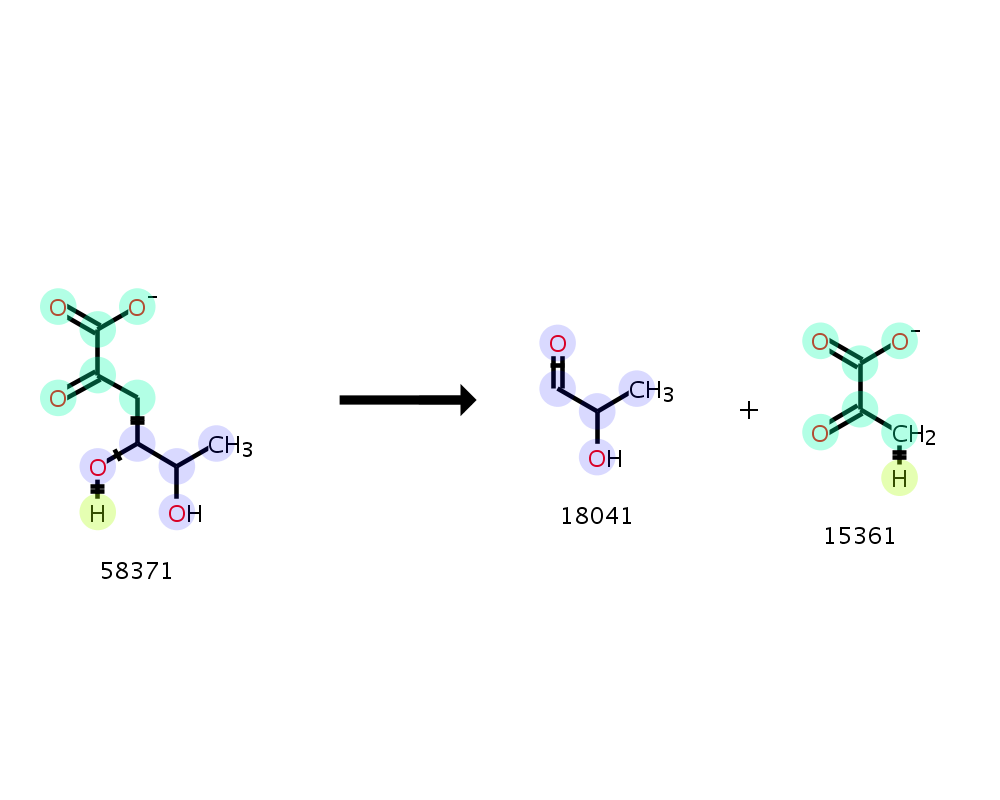 O O⁻
O
O CH3
H OH
58371
O
CH3
OH
18041
+
O O⁻
O CH2
H
15361